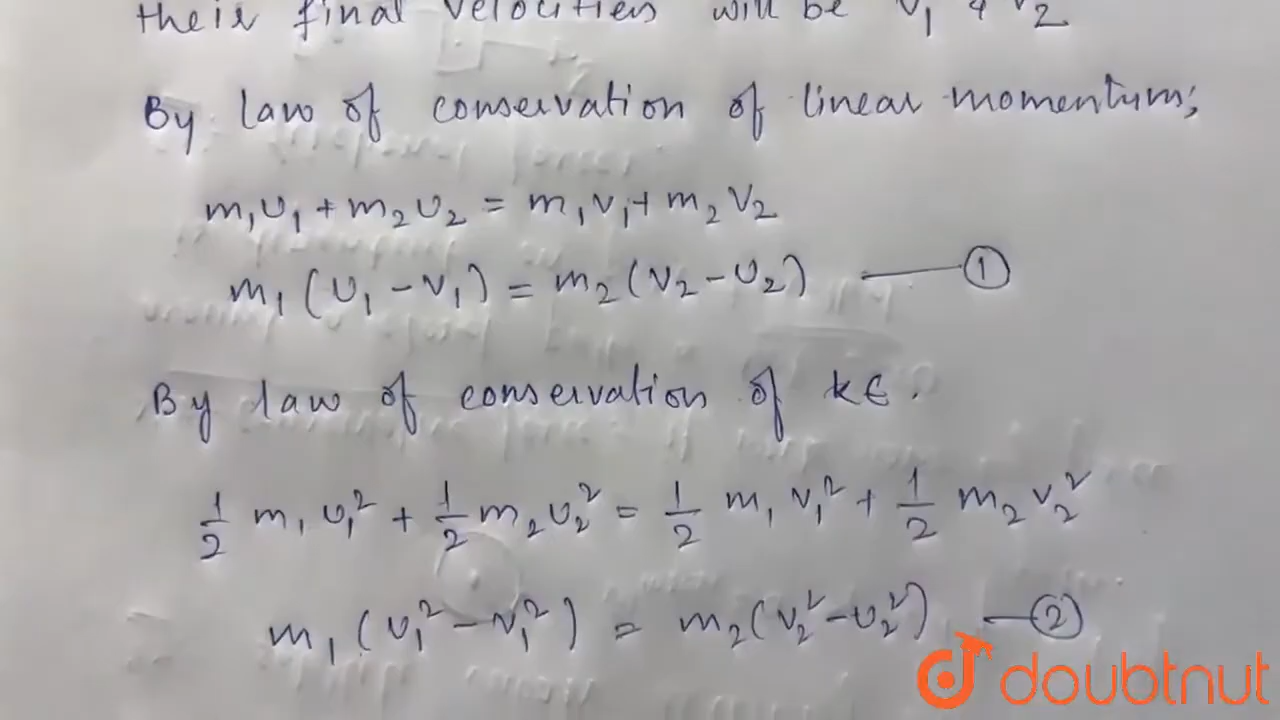 their final velocities will be v₁ & v₂
By law of conservation of linear momentum;
m₁u₁ + m₂u₂ = m₁v₁ + m₂v₂
m₁(u₁ - v₁) = m₂(v₂ - u₂) — ①
By law of conservation of KE.
1/2 m₁u₁² + 1/2 m₂u₂² = 1/2 m₁v₁² + 1/2 m₂v₂²
m₁(u₁² - v₁²) = m₂(v₂² - u₂²) — ②
doubtnut